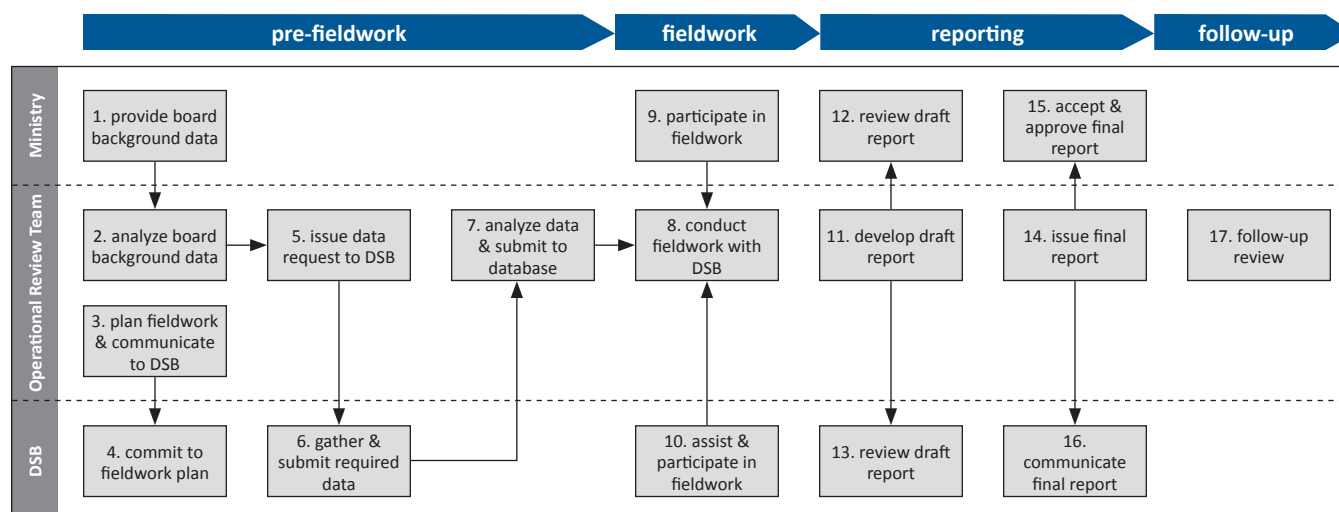 pre-fieldwork
fieldwork
reporting
follow-up
Ministry
1. provide board
background data
9. participate in
fieldwork
12. review draft
report
15. accept &
approve final
report
Operational Review Team
2. analyze board
background data
5. issue data
request to DSB
7. analyze data
& submit to
database
8. conduct
fieldwork with
DSB
11. develop draft
report
14. issue final
report
17. follow-up
review
3. plan fieldwork
& communicate
to DSB
DSB
4. commit to
fieldwork plan
6. gather &
submit required
data
10. assist &
participate in
fieldwork
13. review draft
report
16.
communicate
final report